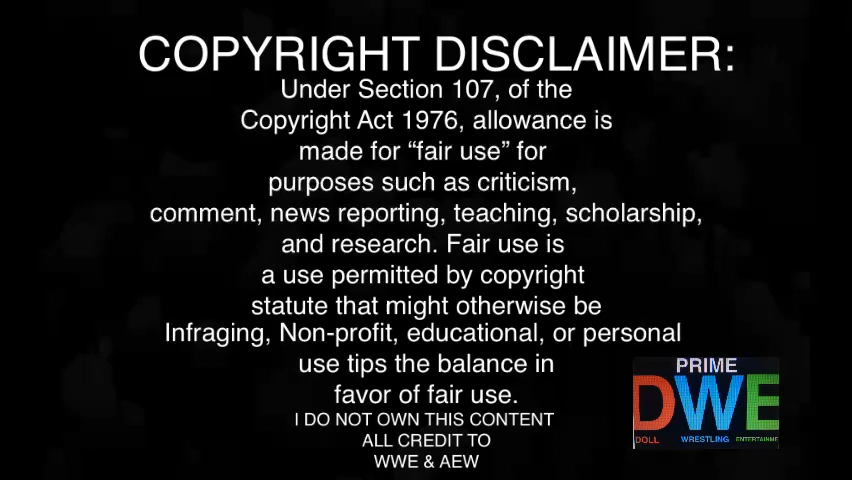 COPYRIGHT DISCLAIMER:
Under Section 107, of the
Copyright Act 1976, allowance is
made for “fair use” for
purposes such as criticism,
comment, news reporting, teaching, scholarship,
and research. Fair use is
a use permitted by copyright
statute that might otherwise be
Infraging, Non-profit, educational, or personal
use tips the balance in
favor of fair use.
I DO NOT OWN THIS CONTENT
ALL CREDIT TO
WWE & AEW
PRIME
DWE
DOLL WRESTLING ENTERTAINME